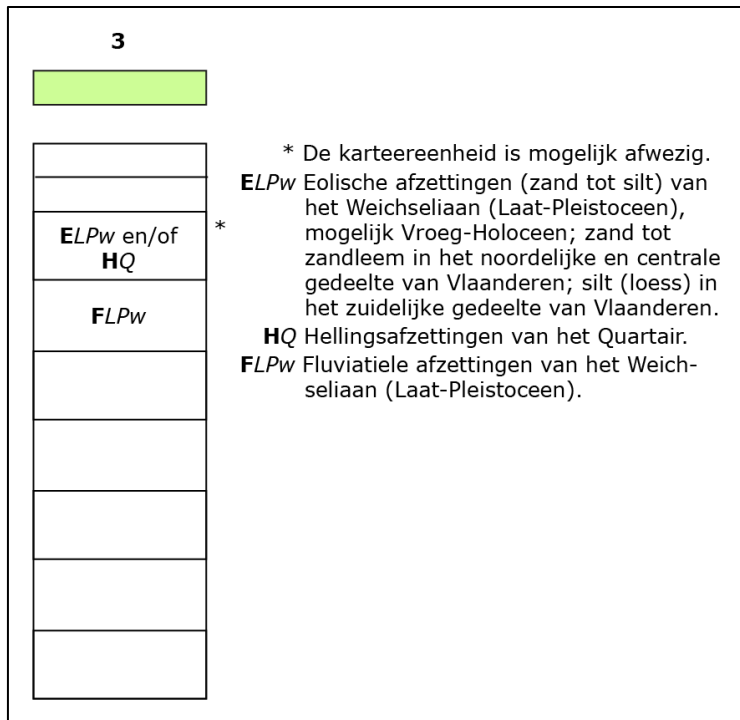 3
* De karteereenheid is mogelijk afwezig.
ELPw Eolische afzettingen (zand tot silt) van
het Weichseliaan (Laat-Pleistoceen),
mogelijk Vroeg-Holoceen; zand tot
zandleem in het noordelijke en centrale
gedeelte van Vlaanderen; silt (loess) in
het zuidelijke gedeelte van Vlaanderen.
HQ Hellingsafzettingen van het Quartair.
FLPw Fluviatiele afzettingen van het Weich-
seliaan (Laat-Pleistoceen).
ELPw en/of *
HQ
FLPw